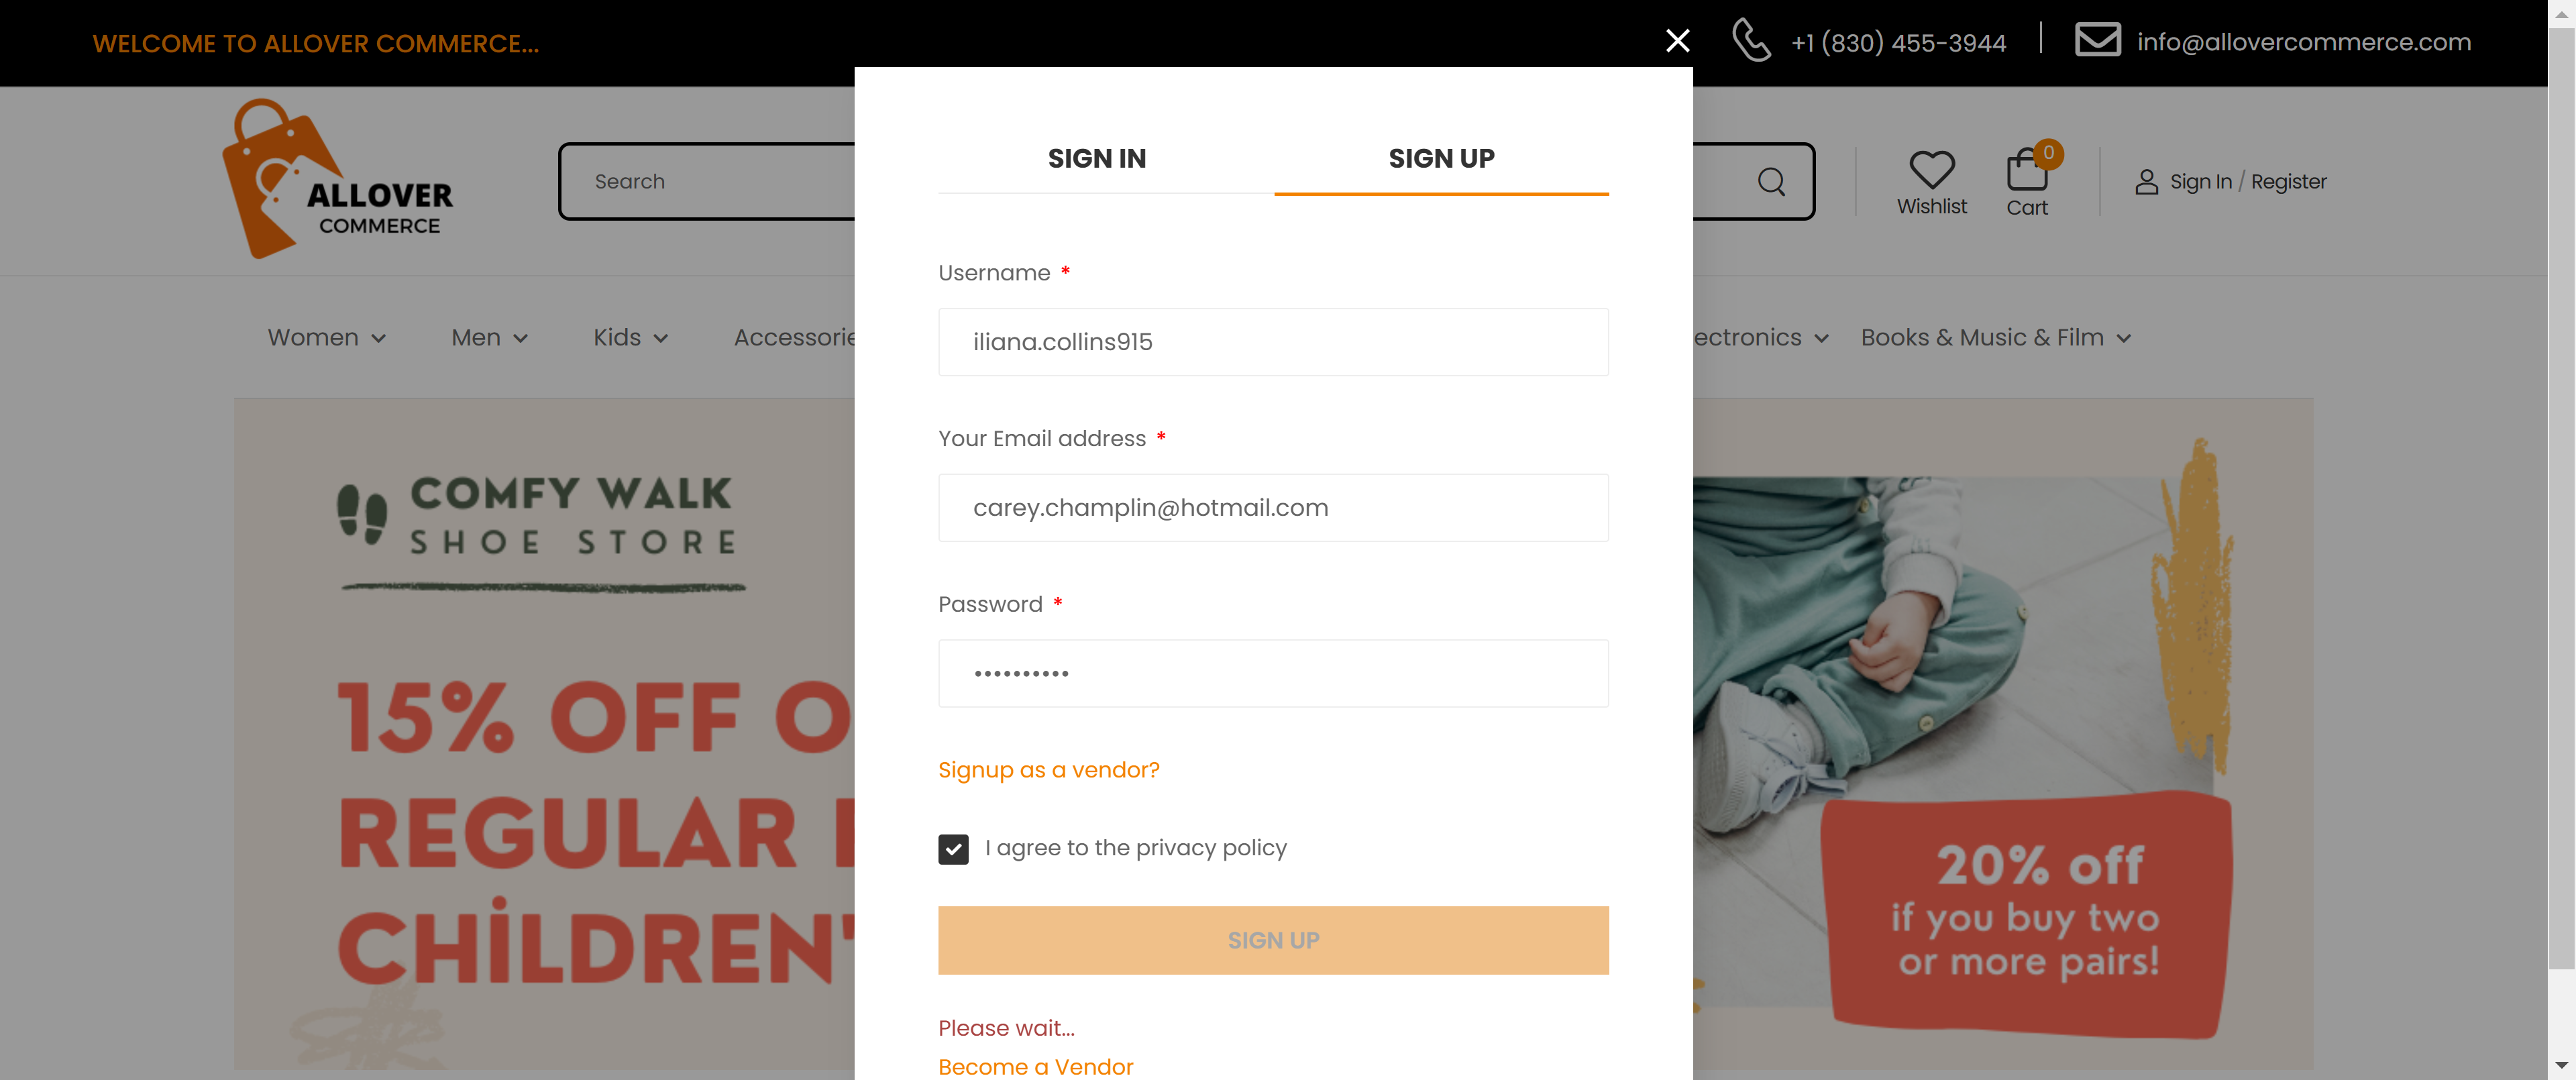 WELCOME TO ALLOVER COMMERCE...
+1 (830) 455-3944
info@allovercommerce.com
ALLOVER
COMMERCE
Search
0
Wishlist
Cart
Sign In / Register
Women
Men
Kids
Accessorie
ectronics
Books & Music & Film
SIGN IN
SIGN UP
Username *
iliana.collins915
Your Email address *
carey.champlin@hotmail.com
Password *
••••••••••
Signup as a vendor?
I agree to the privacy policy
SIGN UP
Please wait...
Become a Vendor
COMFY WALK
SHOE STORE
15% OFF O
REGULAR
CHİLDREN'
20% off
if you buy two
or more pairs!